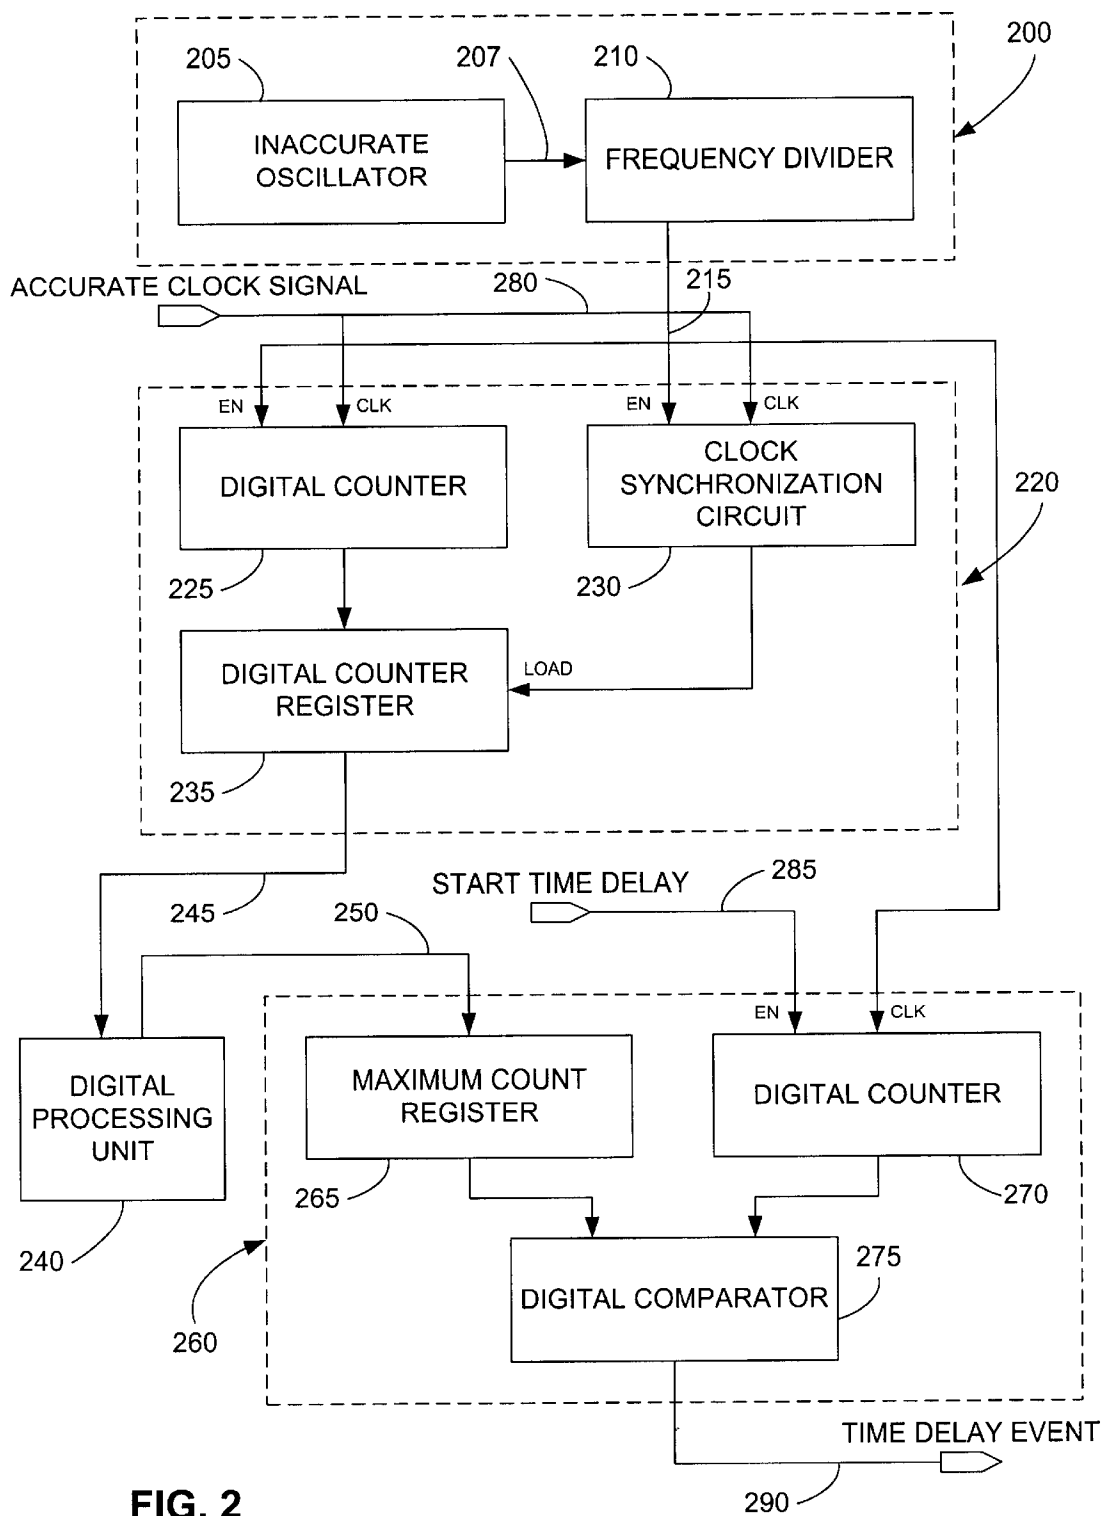 205
207
210
200
INACCURATE
OSCILLATOR
FREQUENCY DIVIDER
ACCURATE CLOCK SIGNAL
280
215
EN
CLK
EN
CLK
DIGITAL COUNTER
CLOCK
SYNCHRONIZATION
CIRCUIT
220
225
230
DIGITAL COUNTER
REGISTER
LOAD
235
START TIME DELAY
285
245
250
EN
CLK
DIGITAL
PROCESSING
UNIT
MAXIMUM COUNT
REGISTER
DIGITAL COUNTER
265
270
240
260
275
DIGITAL COMPARATOR
TIME DELAY EVENT
290
FIG. 2